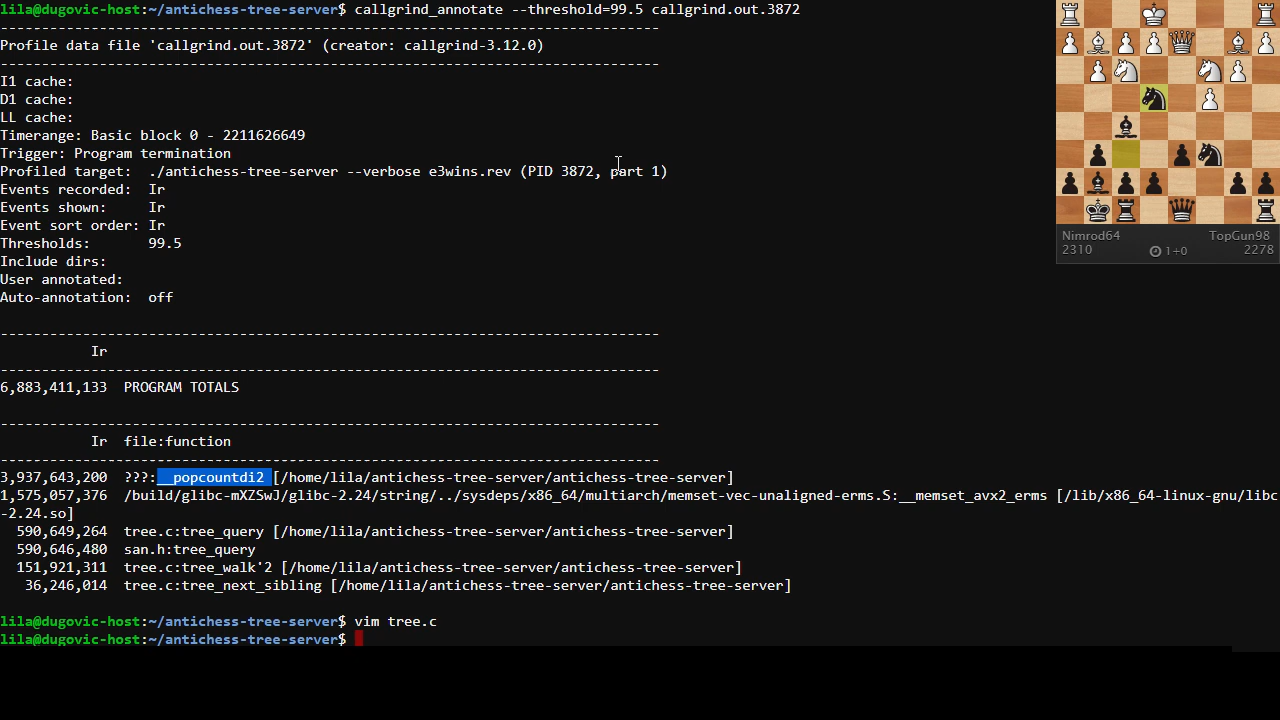 lila@dugovic-host:~/antichess-tree-server$ callgrind_annotate --threshold=99.5 callgrind.out.3872
--------------------------------------------------------------------------------
Profile data file 'callgrind.out.3872' (creator: callgrind-3.12.0)
--------------------------------------------------------------------------------
I1 cache:
D1 cache:
LL cache:
Timerange: Basic block 0 - 2211626649
Trigger: Program termination
Profiled target:  ./antichess-tree-server --verbose e3wins.rev (PID 3872, part 1)
Events recorded:  Ir
Events shown:     Ir
Event sort order: Ir
Thresholds:       99.5
Include dirs:
User annotated:
Auto-annotation:  off
--------------------------------------------------------------------------------
           Ir
--------------------------------------------------------------------------------
6,883,411,133  PROGRAM TOTALS
--------------------------------------------------------------------------------
           Ir  file:function
--------------------------------------------------------------------------------
3,937,643,200  ???:__popcountdi2 [/home/lila/antichess-tree-server/antichess-tree-server]
1,575,057,376  /build/glibc-mXZSwJ/glibc-2.24/string/../sysdeps/x86_64/multiarch/memset-vec-unaligned-erms.S:__memset_avx2_erms [/lib/x86_64-linux-gnu/libc
-2.24.so]
  590,649,264  tree.c:tree_query [/home/lila/antichess-tree-server/antichess-tree-server]
  590,646,480  san.h:tree_query
  151,921,311  tree.c:tree_walk'2 [/home/lila/antichess-tree-server/antichess-tree-server]
   36,246,014  tree.c:tree_next_sibling [/home/lila/antichess-tree-server/antichess-tree-server]
lila@dugovic-host:~/antichess-tree-server$ vim tree.c
lila@dugovic-host:~/antichess-tree-server$
Nimrod64 TopGun98
2310 1+0 2278